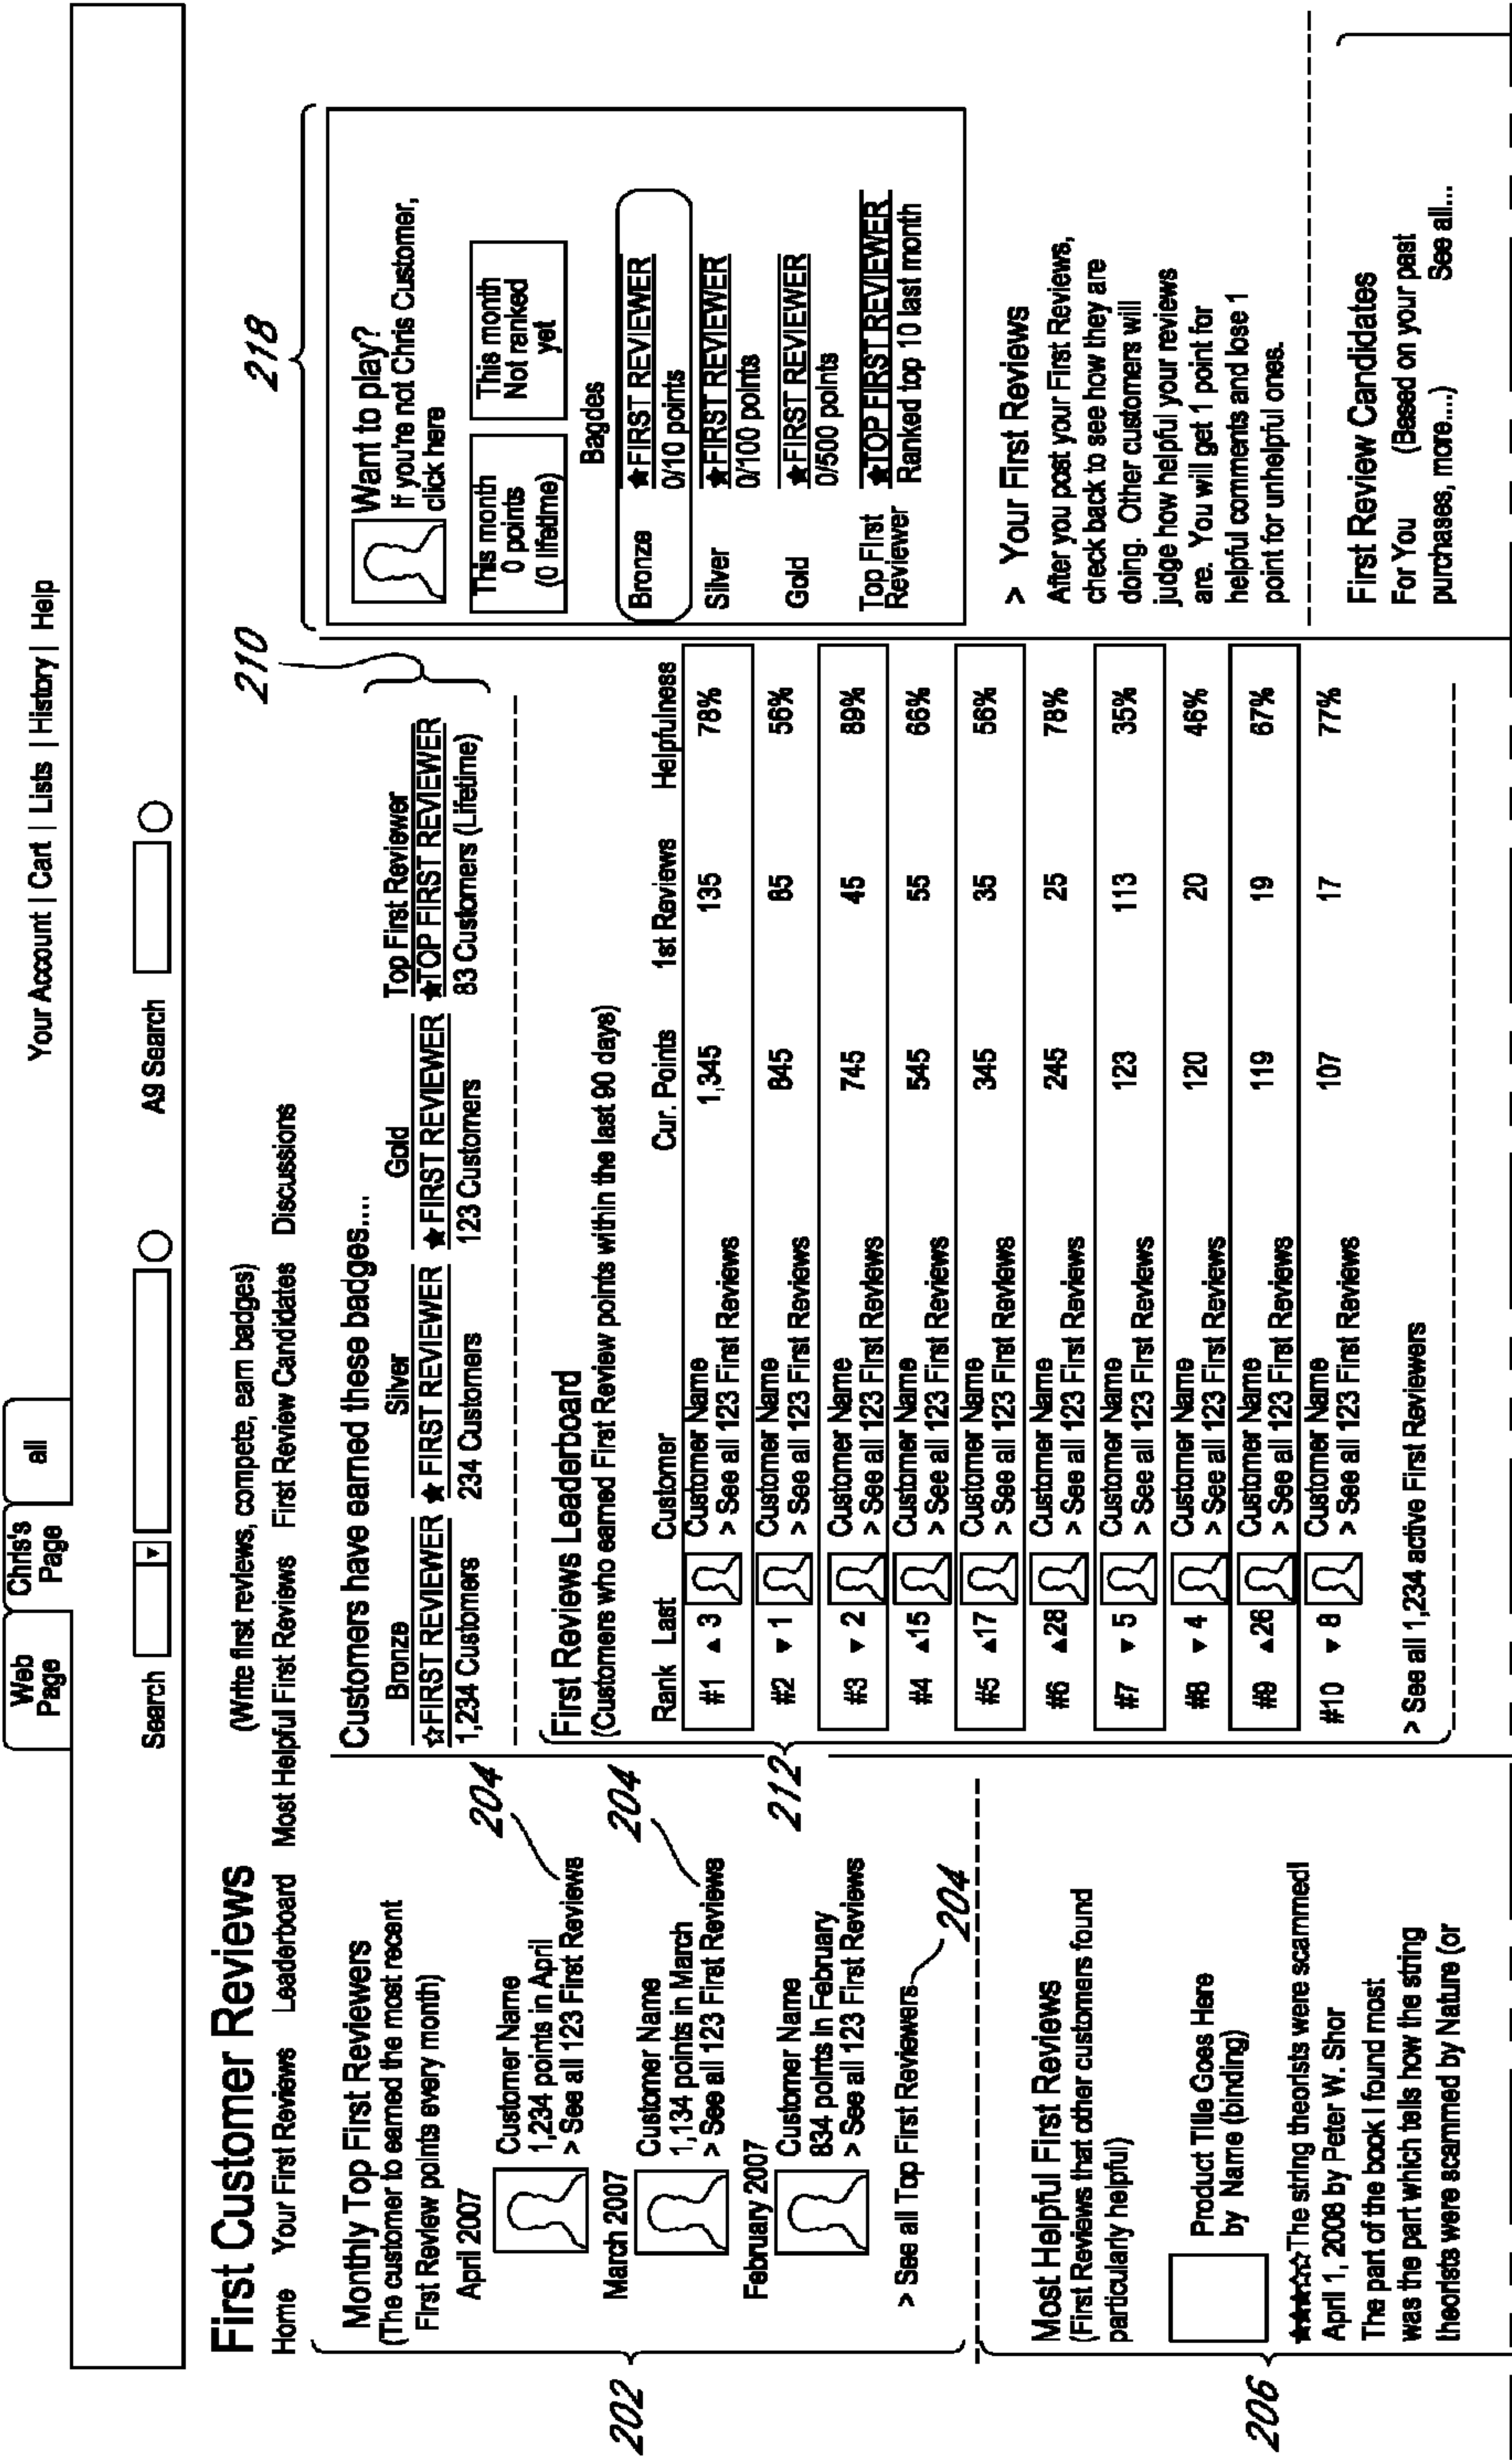 Your Account | Cart | Lists | History | Help
Web Page
Chris's Page
all
Search
A9 Search
First Customer Reviews
(Write first reviews, compete, earn badges)
Home Your First Reviews Leaderboard Most Helpful First Reviews First Review Candidates Discussions
202
Monthly Top First Reviewers
(The customer to earned the most recent
First Review points every month)
April 2007
Customer Name
1,234 points in April
> See all 123 First Reviews
204
March 2007
Customer Name
1,134 points in March
> See all 123 First Reviews
204
February 2007
Customer Name
834 points in February
> See all 123 First Reviews
> See all Top First Reviewers
204
206
Most Helpful First Reviews
(First Reviews that other customers found
particularly helpful)
Product Title Goes Here
by Name (binding)
★★★☆☆The string theorists were scammed!
April 1, 2006 by Peter W. Shor
The part of the book I found most
was the part which tells how the string
theorists were scammed by Nature (or
210
Customers have earned these badges....
Bronze Silver Gold Top First Reviewer
☆FIRST REVIEWER ★FIRST REVIEWER ★FIRST REVIEWER ★TOP FIRST REVIEWER
1,234 Customers 234 Customers 123 Customers 83 Customers (Lifetime)
212
First Reviews Leaderboard
(Customers who earned First Review points within the last 90 days)
Rank Last Customer Cur. Points 1st Reviews Helpfulness
#1 ▲ 3 Customer Name 1,345 135 78%
> See all 123 First Reviews
#2 ▼ 1 Customer Name 845 85 56%
> See all 123 First Reviews
#3 ▼ 2 Customer Name 745 45 89%
> See all 123 First Reviews
#4 ▲15 Customer Name 545 55 66%
> See all 123 First Reviews
#5 ▲17 Customer Name 345 35 56%
> See all 123 First Reviews
#6 ▲28 Customer Name 245 25 78%
> See all 123 First Reviews
#7 ▼ 5 Customer Name 123 113 35%
> See all 123 First Reviews
#8 ▼ 4 Customer Name 120 20 46%
> See all 123 First Reviews
#9 ▲26 Customer Name 119 19 67%
> See all 123 First Reviews
#10 ▼ 8 Customer Name 107 17 77%
> See all 123 First Reviews
> See all 1,234 active First Reviewers
218
Want to play?
If you're not Chris Customer,
click here
This month
0 points
(0 lifetime)
This month
Not ranked
yet
Bagdes
Bronze ★FIRST REVIEWER
0/10 points
Silver ★FIRST REVIEWER
0/100 points
Gold ★FIRST REVIEWER
0/500 points
Top First Reviewer ★TOP FIRST REVIEWER
Ranked top 10 last month
> Your First Reviews
After you post your First Reviews,
check back to see how they are
doing. Other customers will
judge how helpful your reviews
are. You will get 1 point for
helpful comments and lose 1
point for unhelpful ones.
First Review Candidates
For You (Based on your past
purchases, more....) See all...